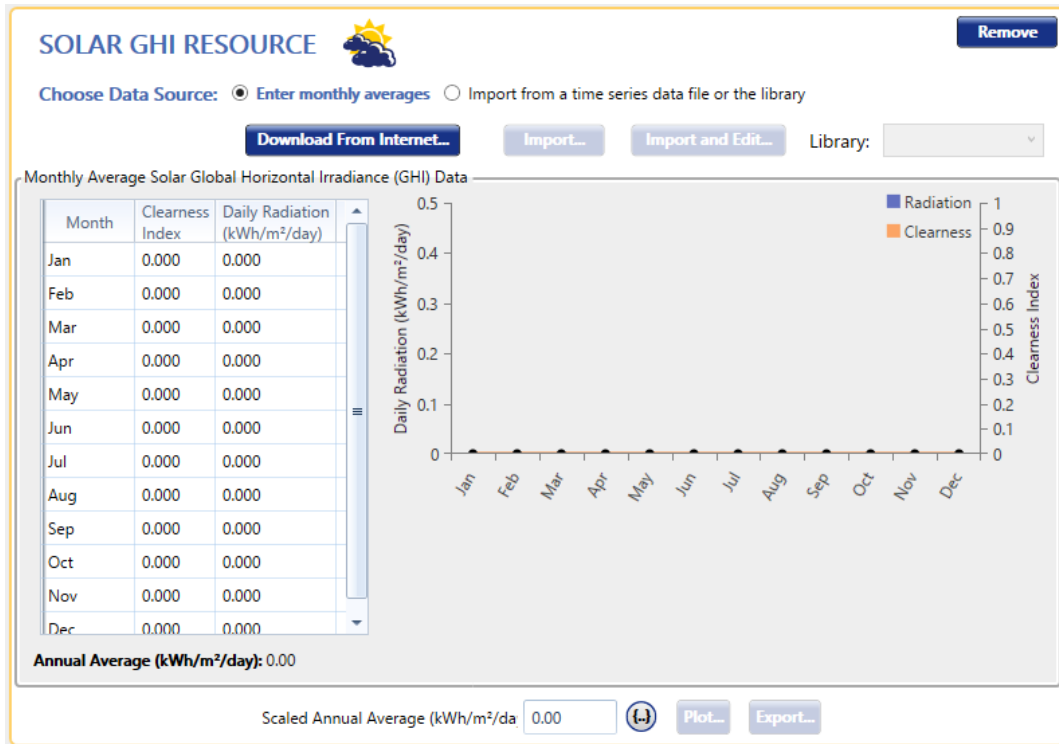 SOLAR GHI RESOURCE
Remove
Choose Data Source: Enter monthly averages Import from a time series data file or the library
Download From Internet... Import... Import and Edit... Library:
Monthly Average Solar Global Horizontal Irradiance (GHI) Data
Month Clearness Index Daily Radiation (kWh/m²/day)
Jan 0.000 0.000
Feb 0.000 0.000
Mar 0.000 0.000
Apr 0.000 0.000
May 0.000 0.000
Jun 0.000 0.000
Jul 0.000 0.000
Aug 0.000 0.000
Sep 0.000 0.000
Oct 0.000 0.000
Nov 0.000 0.000
Dec 0.000 0.000
Daily Radiation (kWh/m²/day)
0.5
0.4
0.3
0.2
0.1
0
Radiation
Clearness
1
0.9
0.8
0.7
0.6
0.5
0.4
0.3
0.2
0.1
0
Clearness Index
Jan Feb Mar Apr May Jun Jul Aug Sep Oct Nov Dec
Annual Average (kWh/m²/day): 0.00
Scaled Annual Average (kWh/m²/da 0.00 {..} Plot... Export...